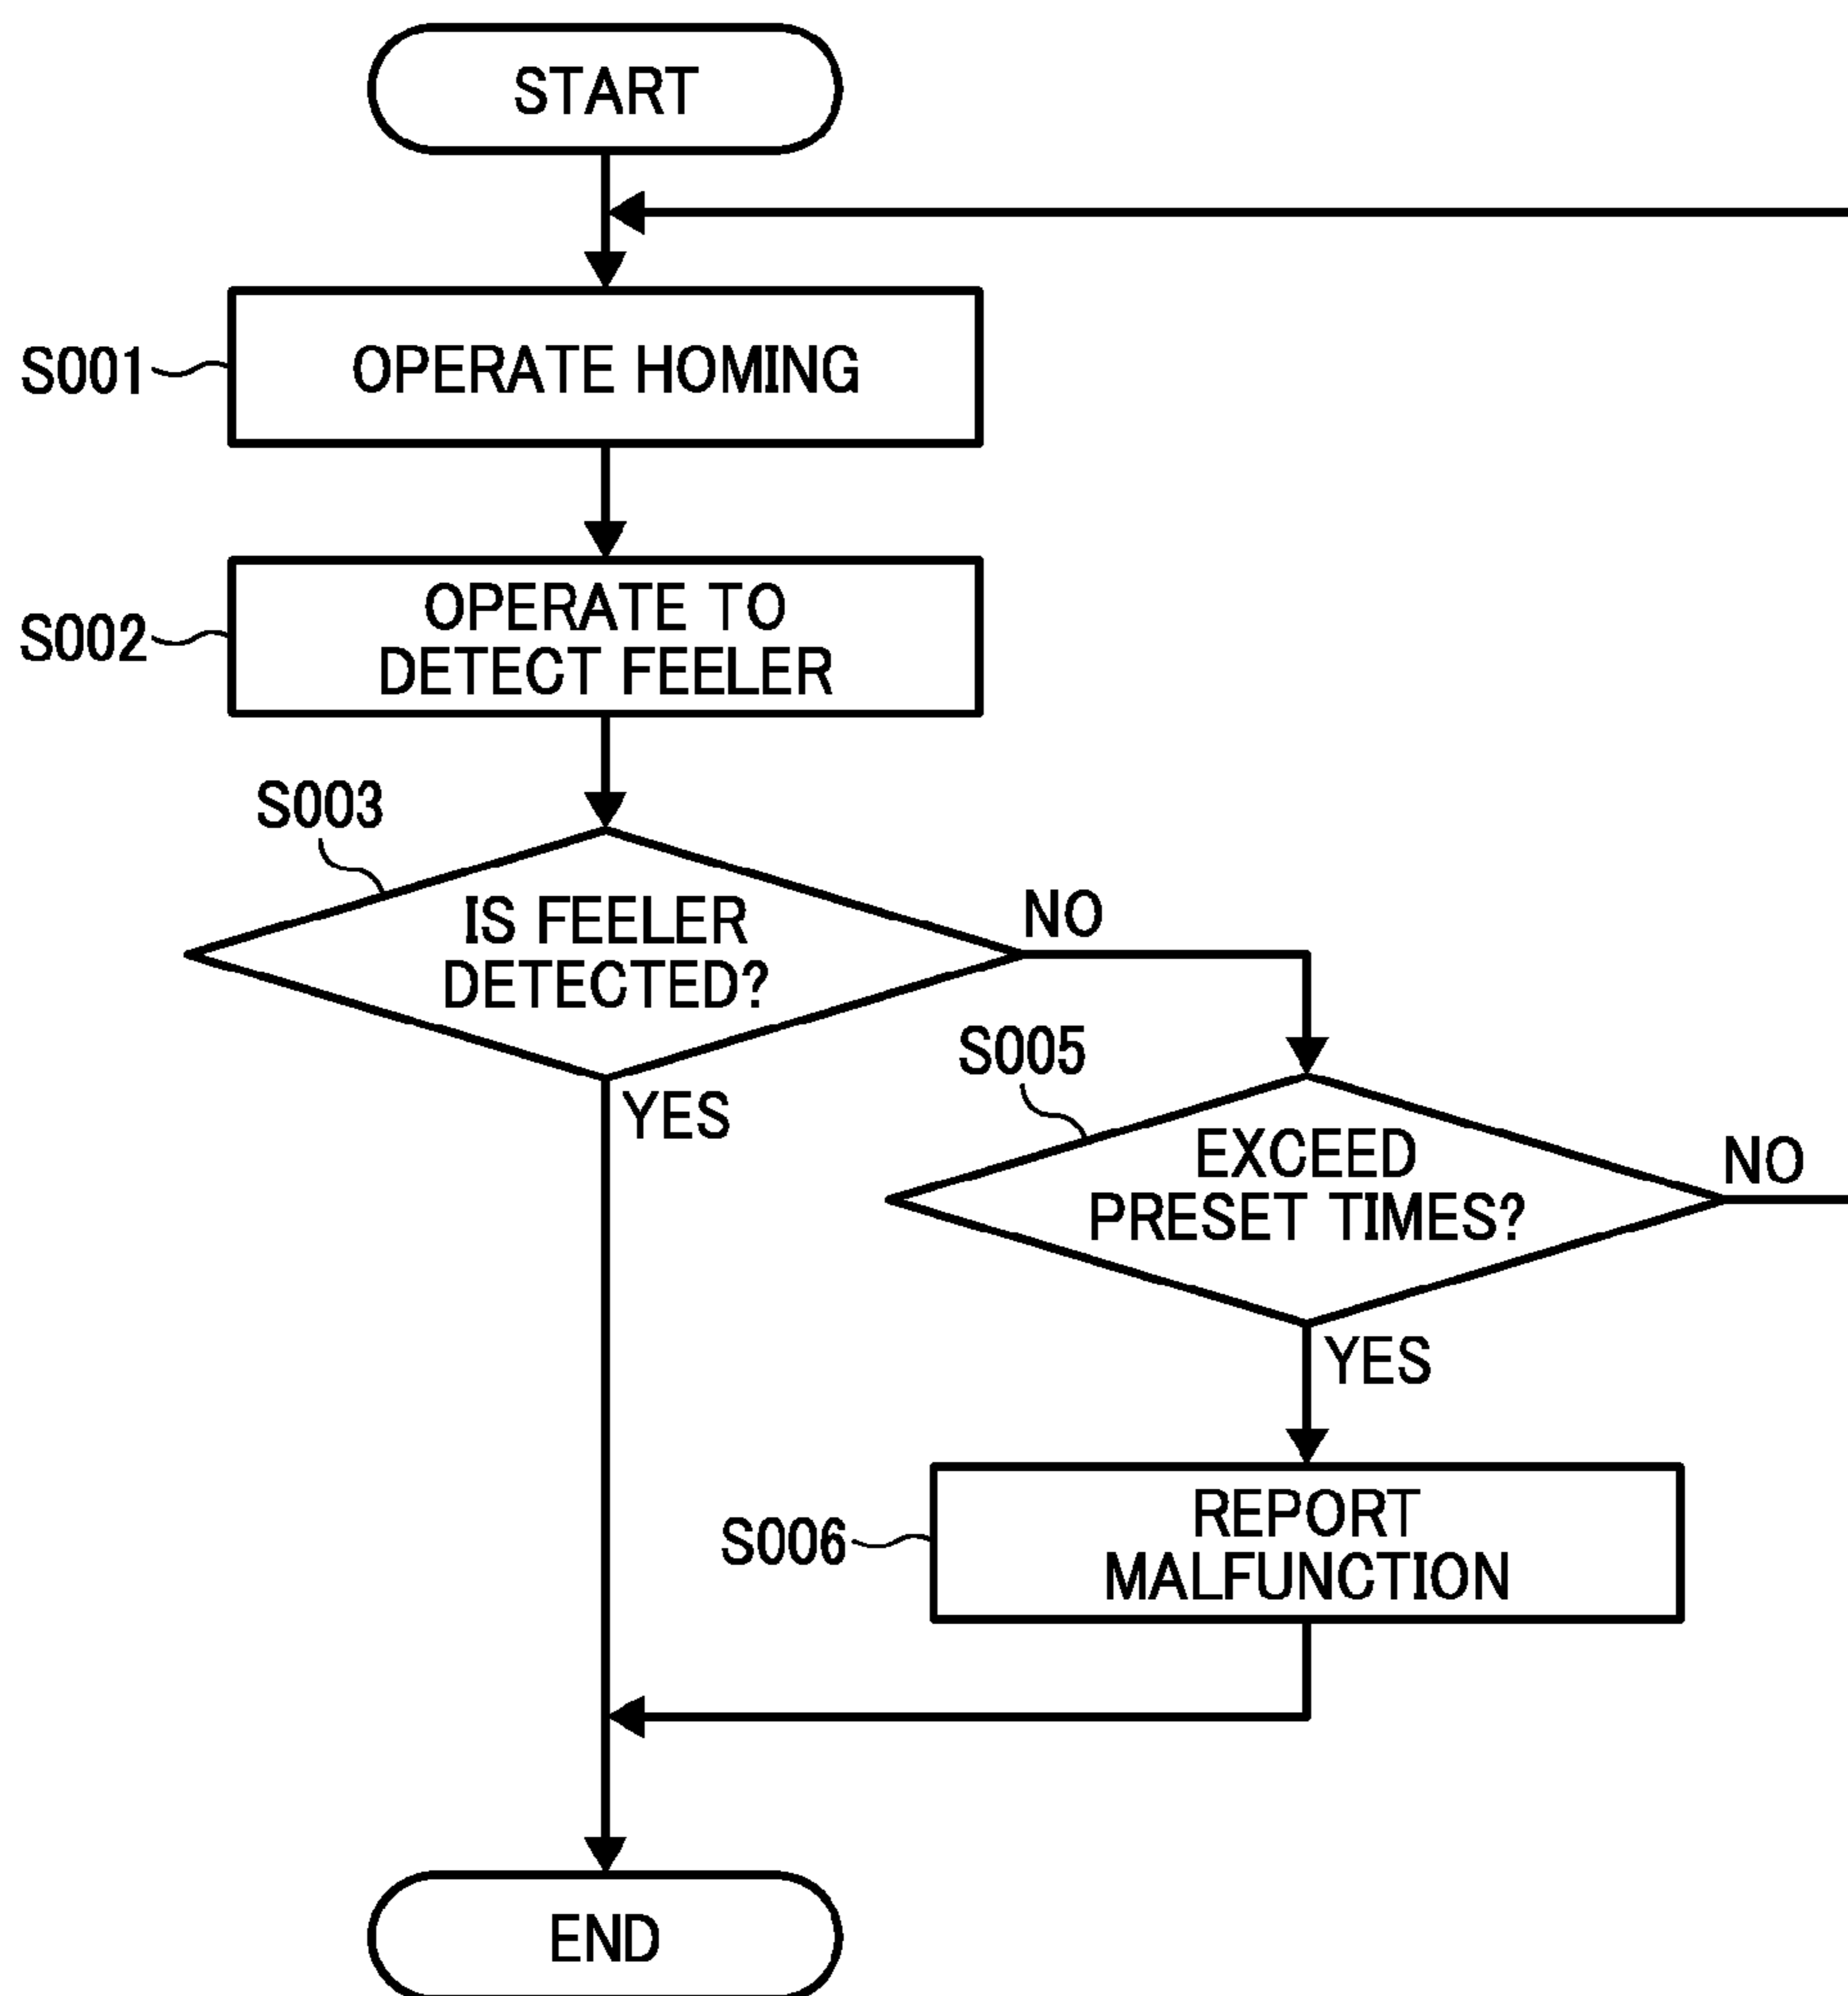 START
S001
OPERATE HOMING
S002
OPERATE TO
DETECT FEELER
S003
IS FEELER
DETECTED?
NO
YES
S005
EXCEED
PRESET TIMES?
NO
YES
S006
REPORT
MALFUNCTION
END